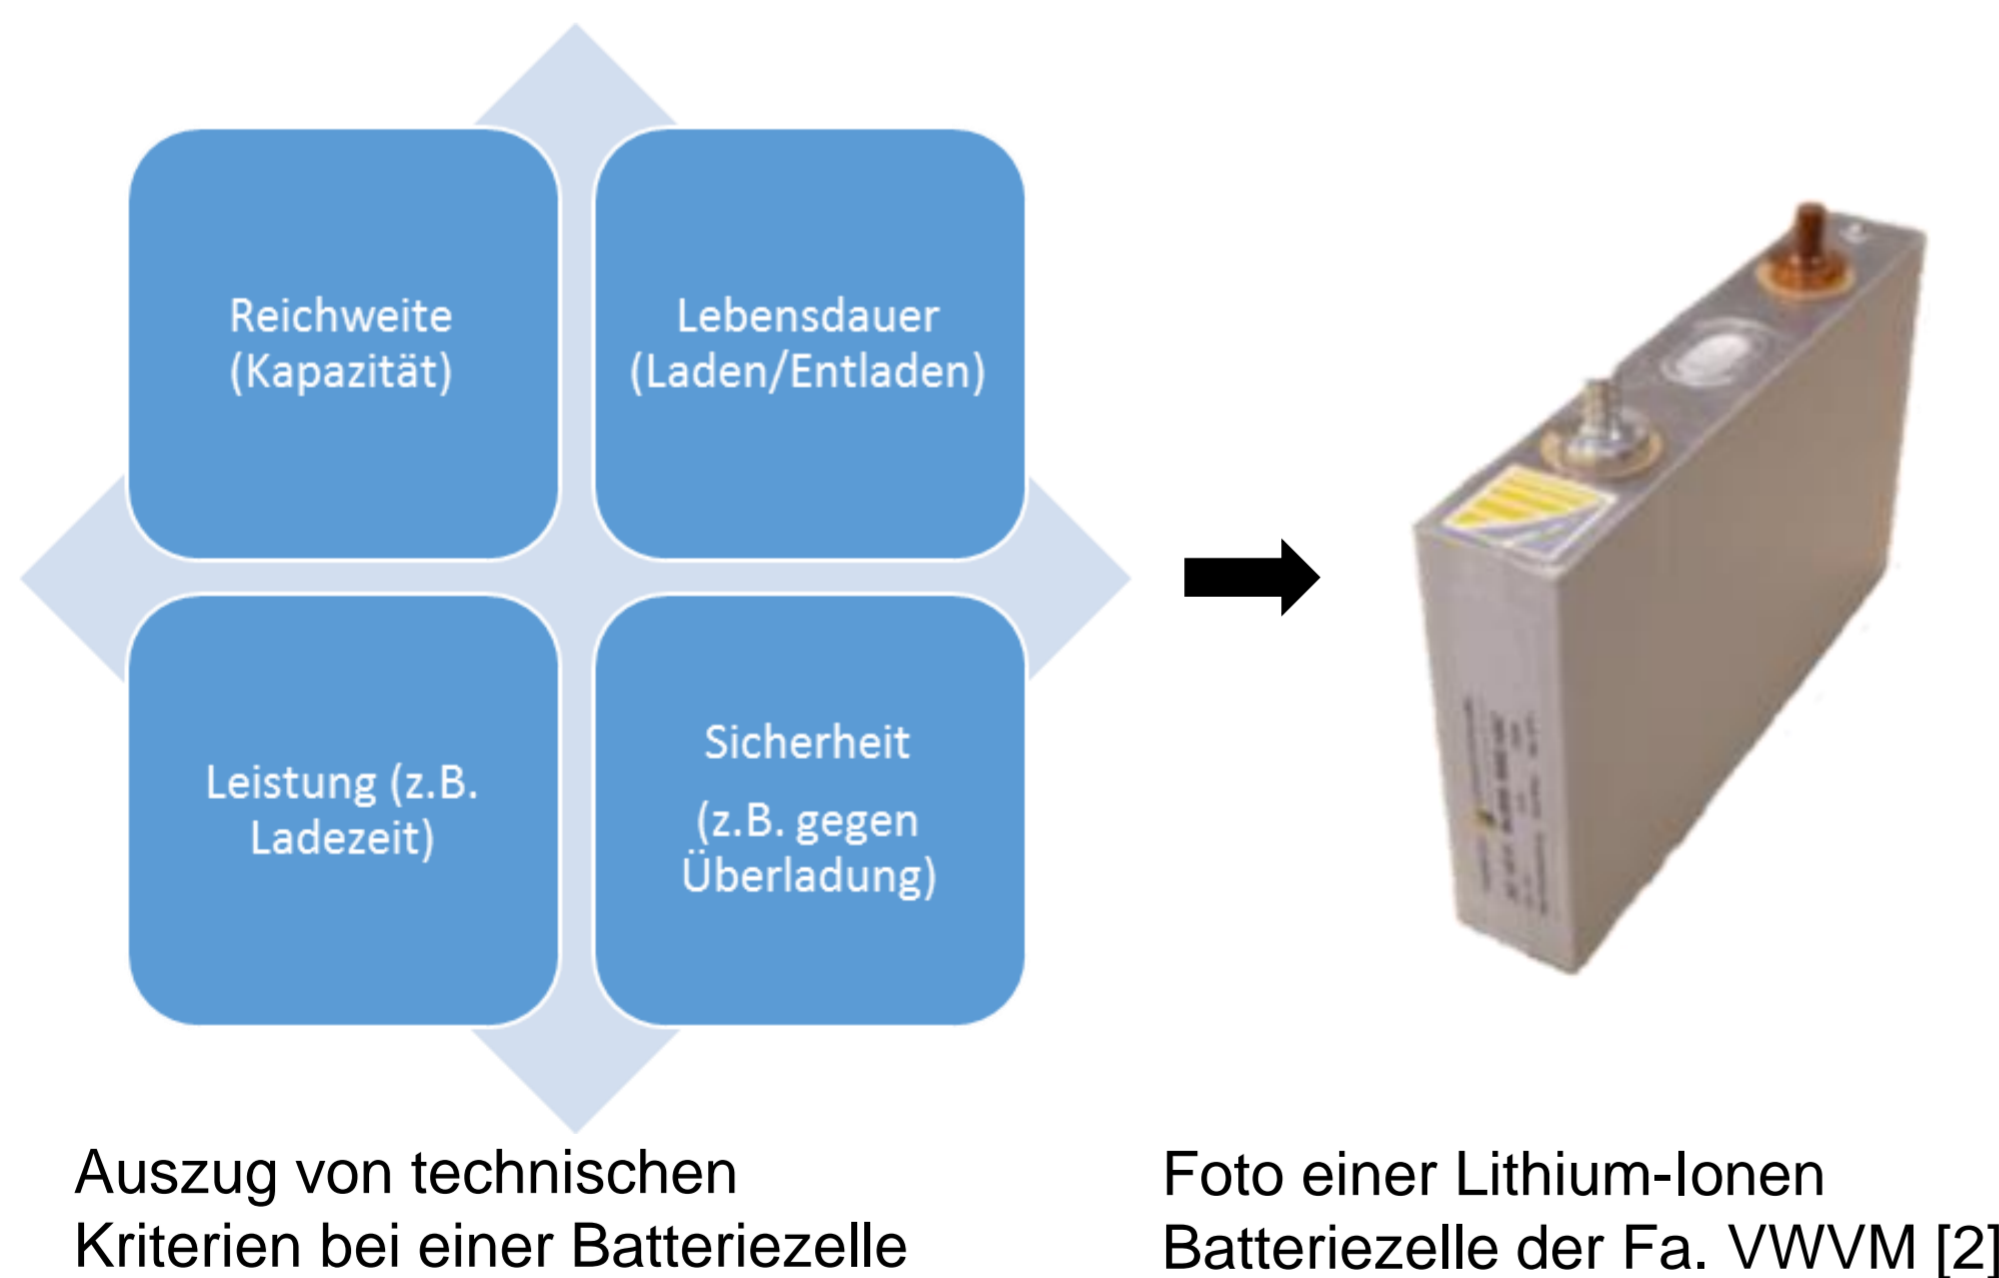 Reichweite
(Kapazität)
Lebensdauer
(Laden/Entladen)
Leistung (z.B.
Ladezeit)
Sicherheit
(z.B. gegen
Überladung)
Auszug von technischen
Kriterien bei einer Batteriezelle
Foto einer Lithium-Ionen
Batteriezelle der Fa. VWVM [2]